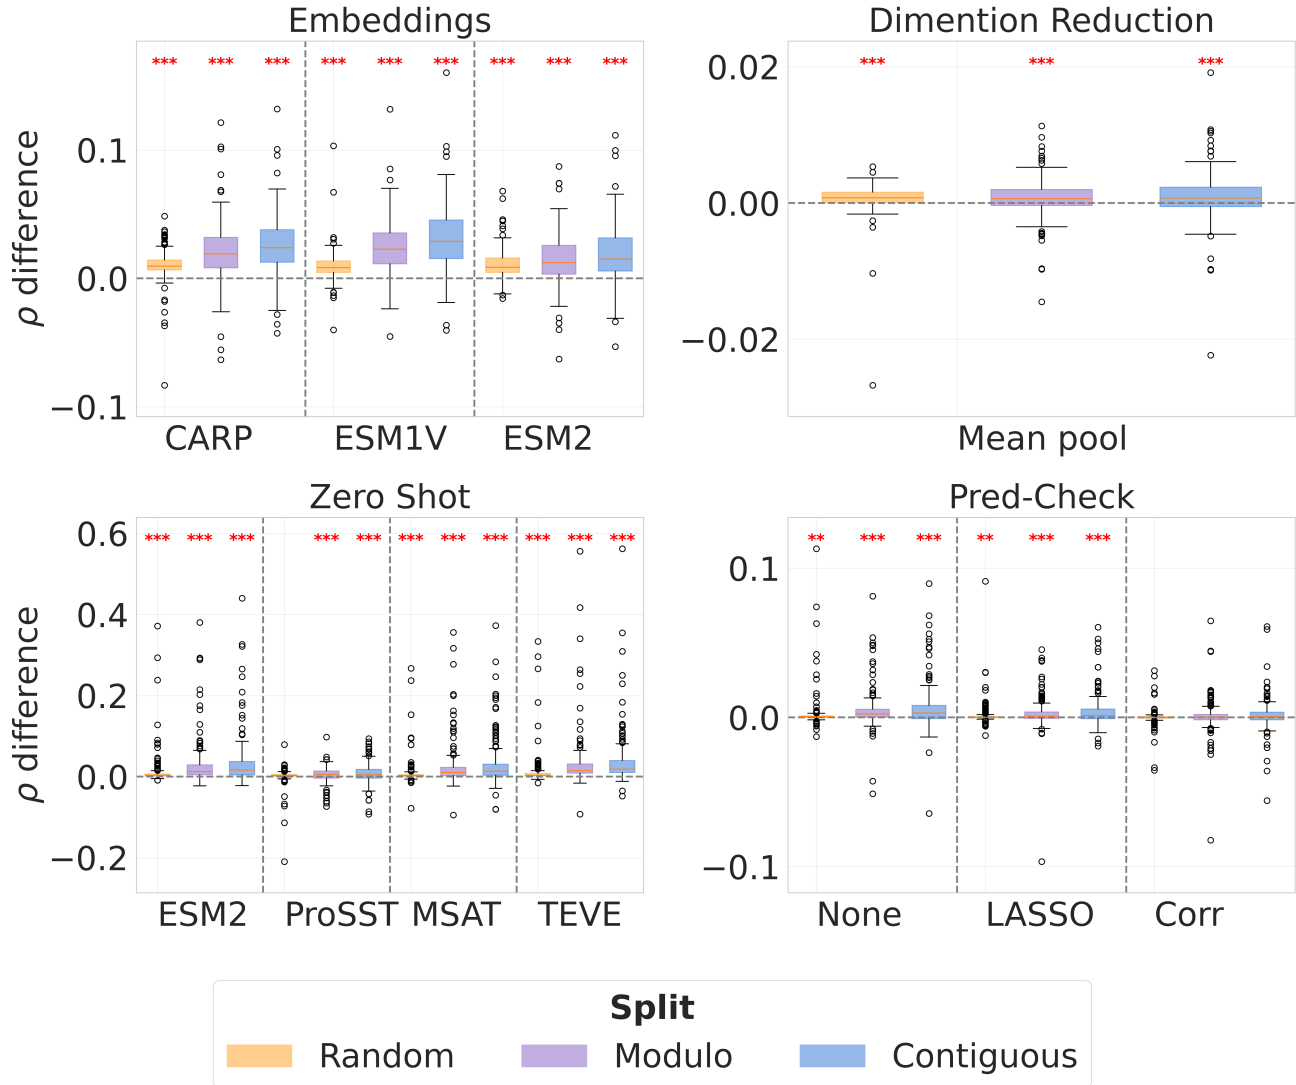 Embeddings
Dimention Reduction
*** *** *** *** *** *** *** *** ***
*** *** ***
ρ difference
0.1
0.0
−0.1
0.02
0.00
−0.02
CARP ESM1V ESM2
Mean pool
Zero Shot
Pred-Check
*** *** *** *** *** *** *** *** *** *** ***
** *** *** ** *** ***
ρ difference
0.6
0.4
0.2
0.0
−0.2
0.1
0.0
−0.1
ESM2 ProSST MSAT TEVE
None LASSO Corr
Split
Random Modulo Contiguous